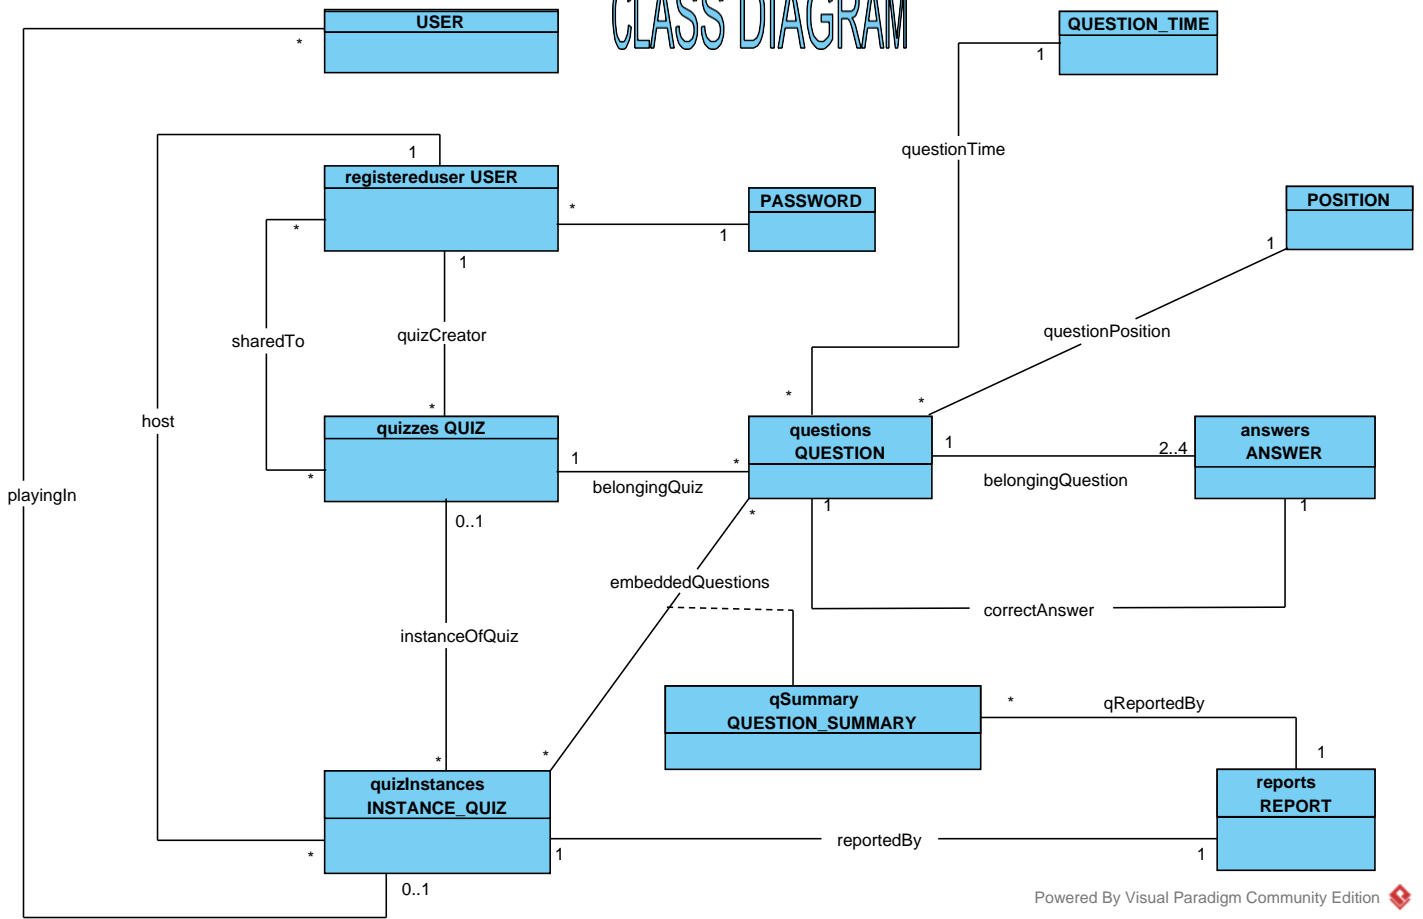 CLASS DIAGRAM
USER
*
QUESTION_TIME
1
questionTime
1
registereduser USER
*
*
1
PASSWORD
1
POSITION
1
sharedTo
quizCreator
questionPosition
host
*
*
*
quizzes QUIZ
*
1
belongingQuiz
*
questions
QUESTION
1
2..4
belongingQuestion
answers
ANSWER
playingIn
0..1
*
1
1
embeddedQuestions
correctAnswer
instanceOfQuiz
qSummary
QUESTION_SUMMARY
*
qReportedBy
1
*
*
quizInstances
INSTANCE_QUIZ
reports
REPORT
*
1
reportedBy
1
0..1
Powered By Visual Paradigm Community Edition